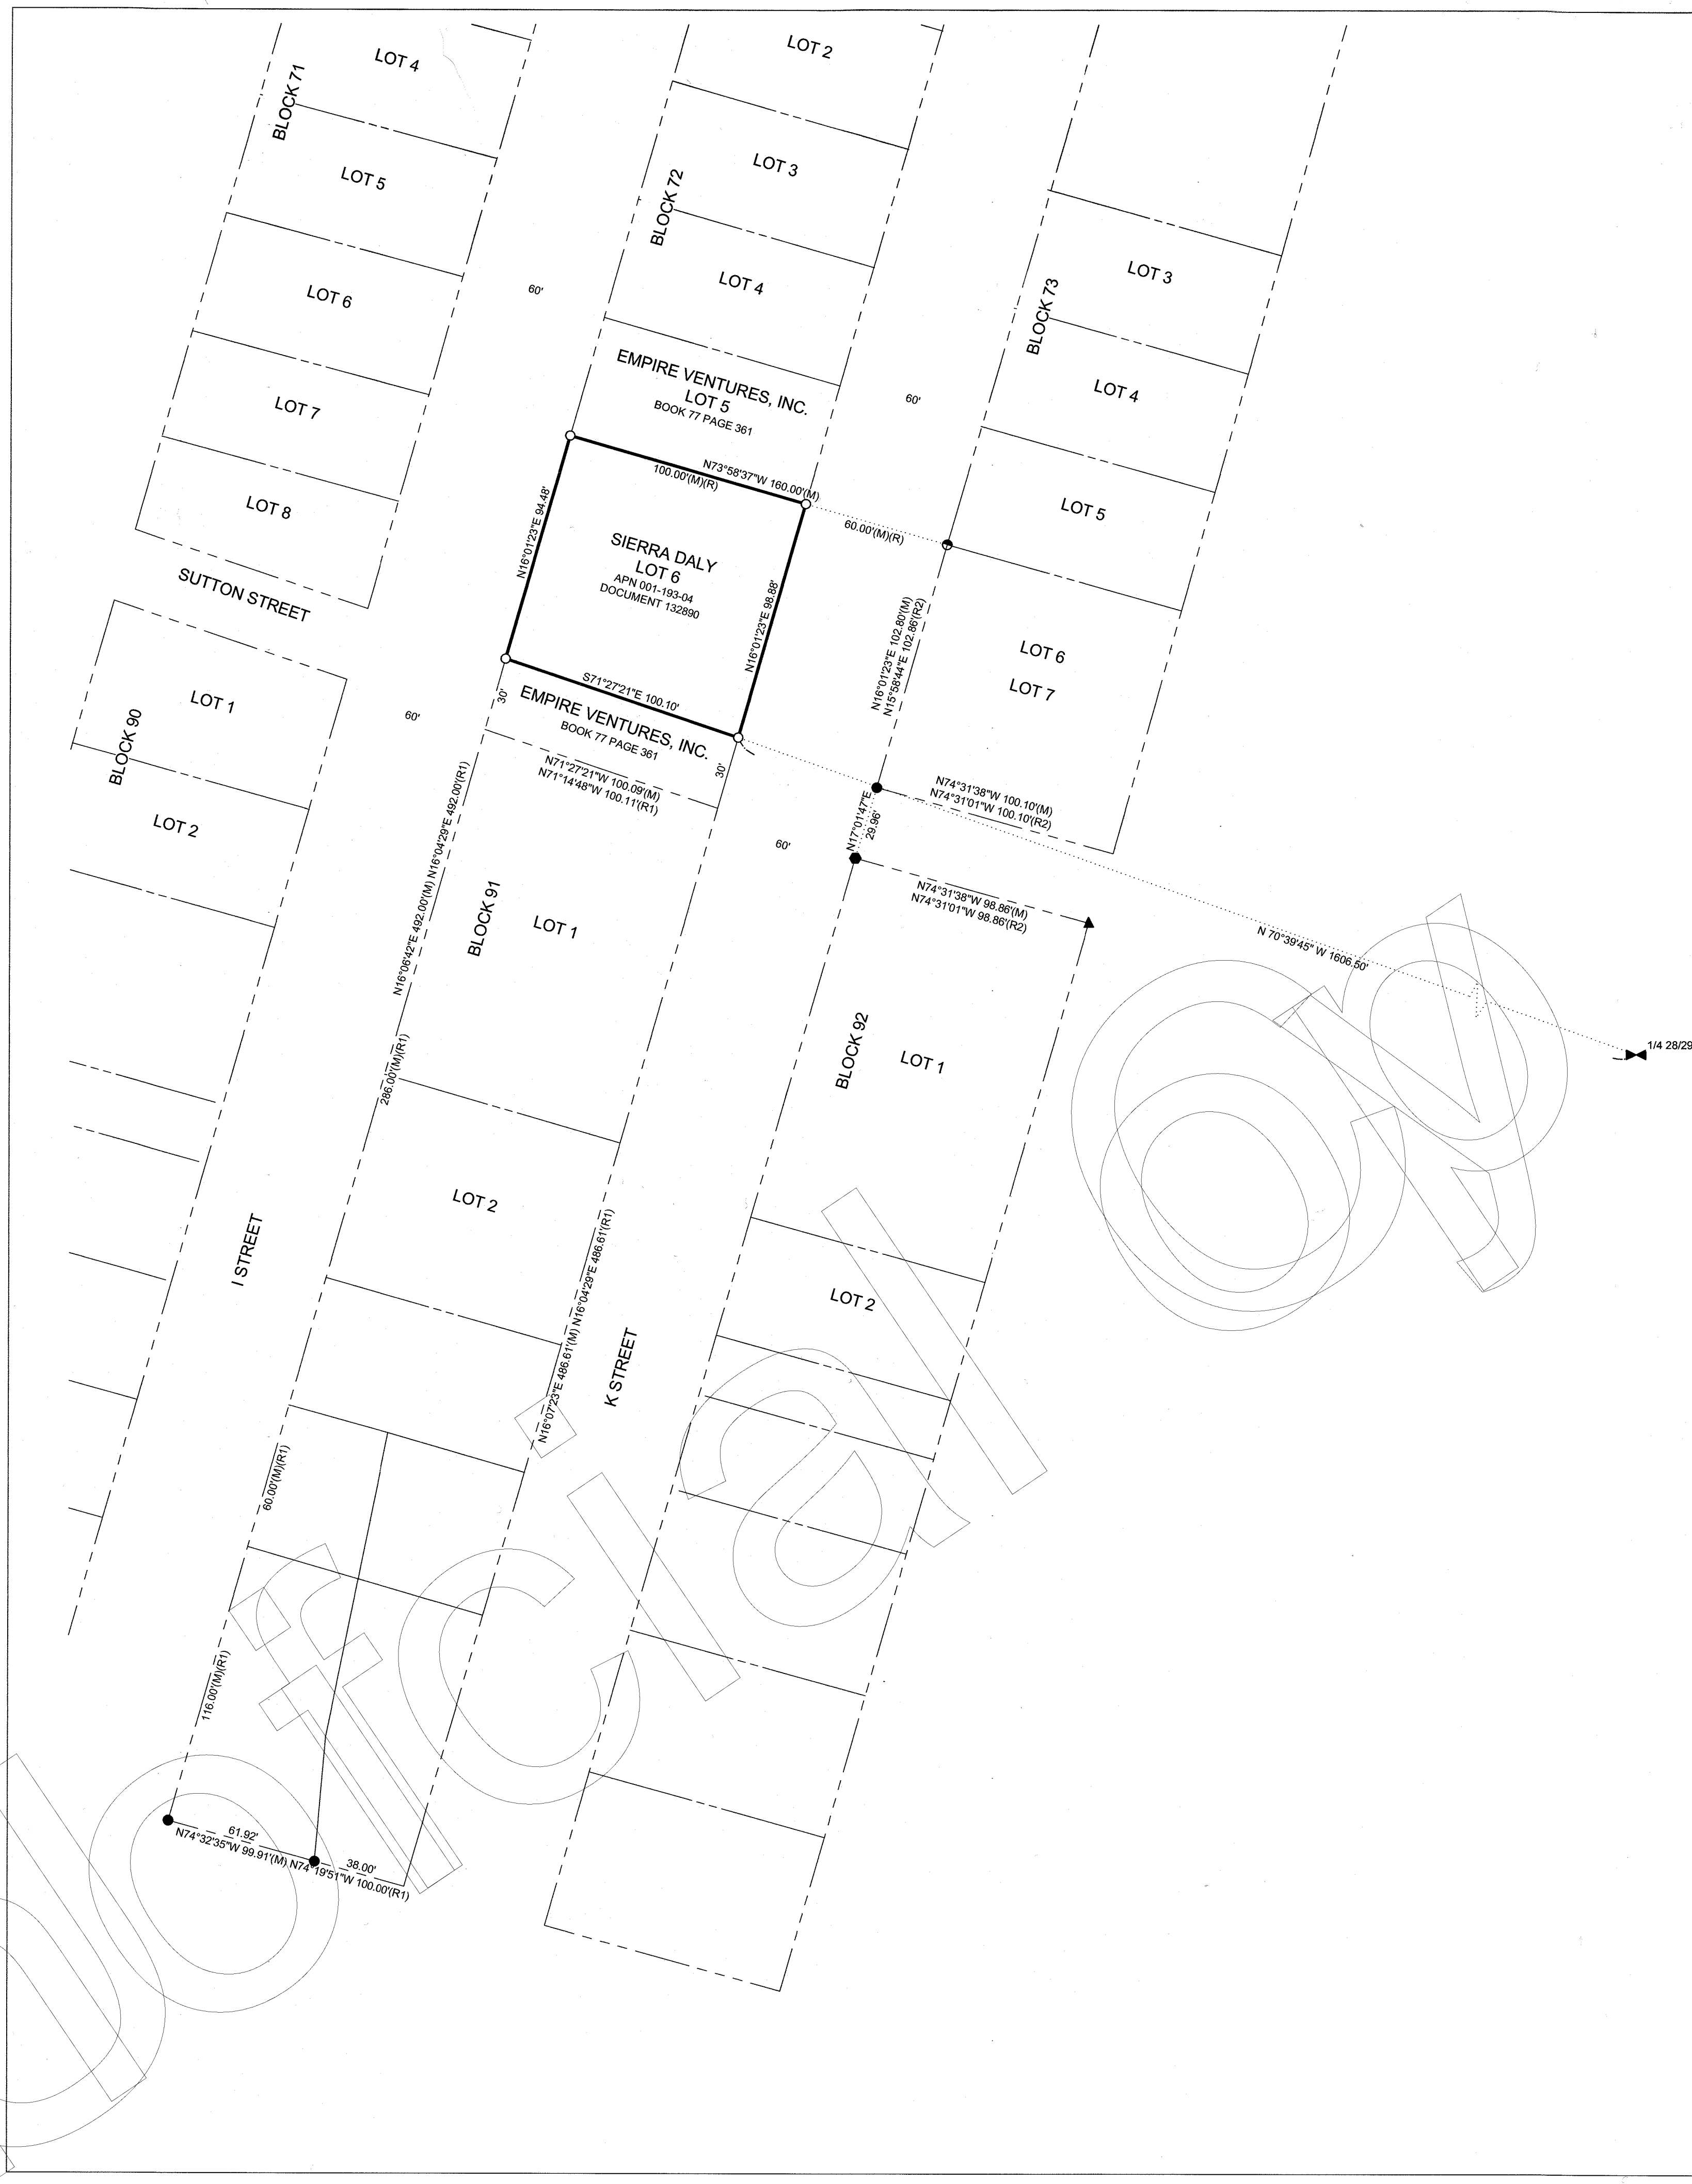 LOT 4
BLOCK 71
LOT 5
LOT 6
LOT 7
LOT 8
SUTTON STREET
LOT 2
LOT 3
BLOCK 72
LOT 4
60'
EMPIRE VENTURES, INC.
LOT 5
BOOK 77 PAGE 361
60'
LOT 3
BLOCK 73
LOT 4
LOT 5
N73°58'37"W 160.00'(M)
100.00'(M)(R)
60.00'(M)(R)
N16°01'23"E 94.48'
SIERRA DALY
LOT 6
APN 001-193-04
DOCUMENT 132890
N16°01'23"E 98.88'
S71°27'21"E 100.10'
N16°01'23"E 102.80'(M)
N15°58'44"E 102.86'(R2)
LOT 6
LOT 7
LOT 1
BLOCK 90
LOT 2
60'
30'
EMPIRE VENTURES, INC.
BOOK 77 PAGE 361
30'
N71°27'21"W 100.09'(M)
N71°14'48"W 100.11'(R1)
N74°31'38"W 100.10'(M)
N74°31'01"W 100.10'(R2)
N17°01'47"E
29.96'
60'
N74°31'38"W 98.86'(M)
N74°31'01"W 98.86'(R2)
N 70°39'45" W 1606.50'
1/4 28/29
N16°06'42"E 492.00'(M) N16°04'29"E 492.00'(R1)
BLOCK 91
LOT 1
286.00'(M)(R1)
BLOCK 92
LOT 1
LOT 2
I STREET
N16°07'23"E 486.61'(M) N16°04'29"E 486.61'(R1)
K STREET
LOT 2
60.00'(M)(R1)
116.00'(M)(R1)
61.92'
38.00'
N74°32'35"W 99.91'(M) N74°19'51"W 100.00'(R1)